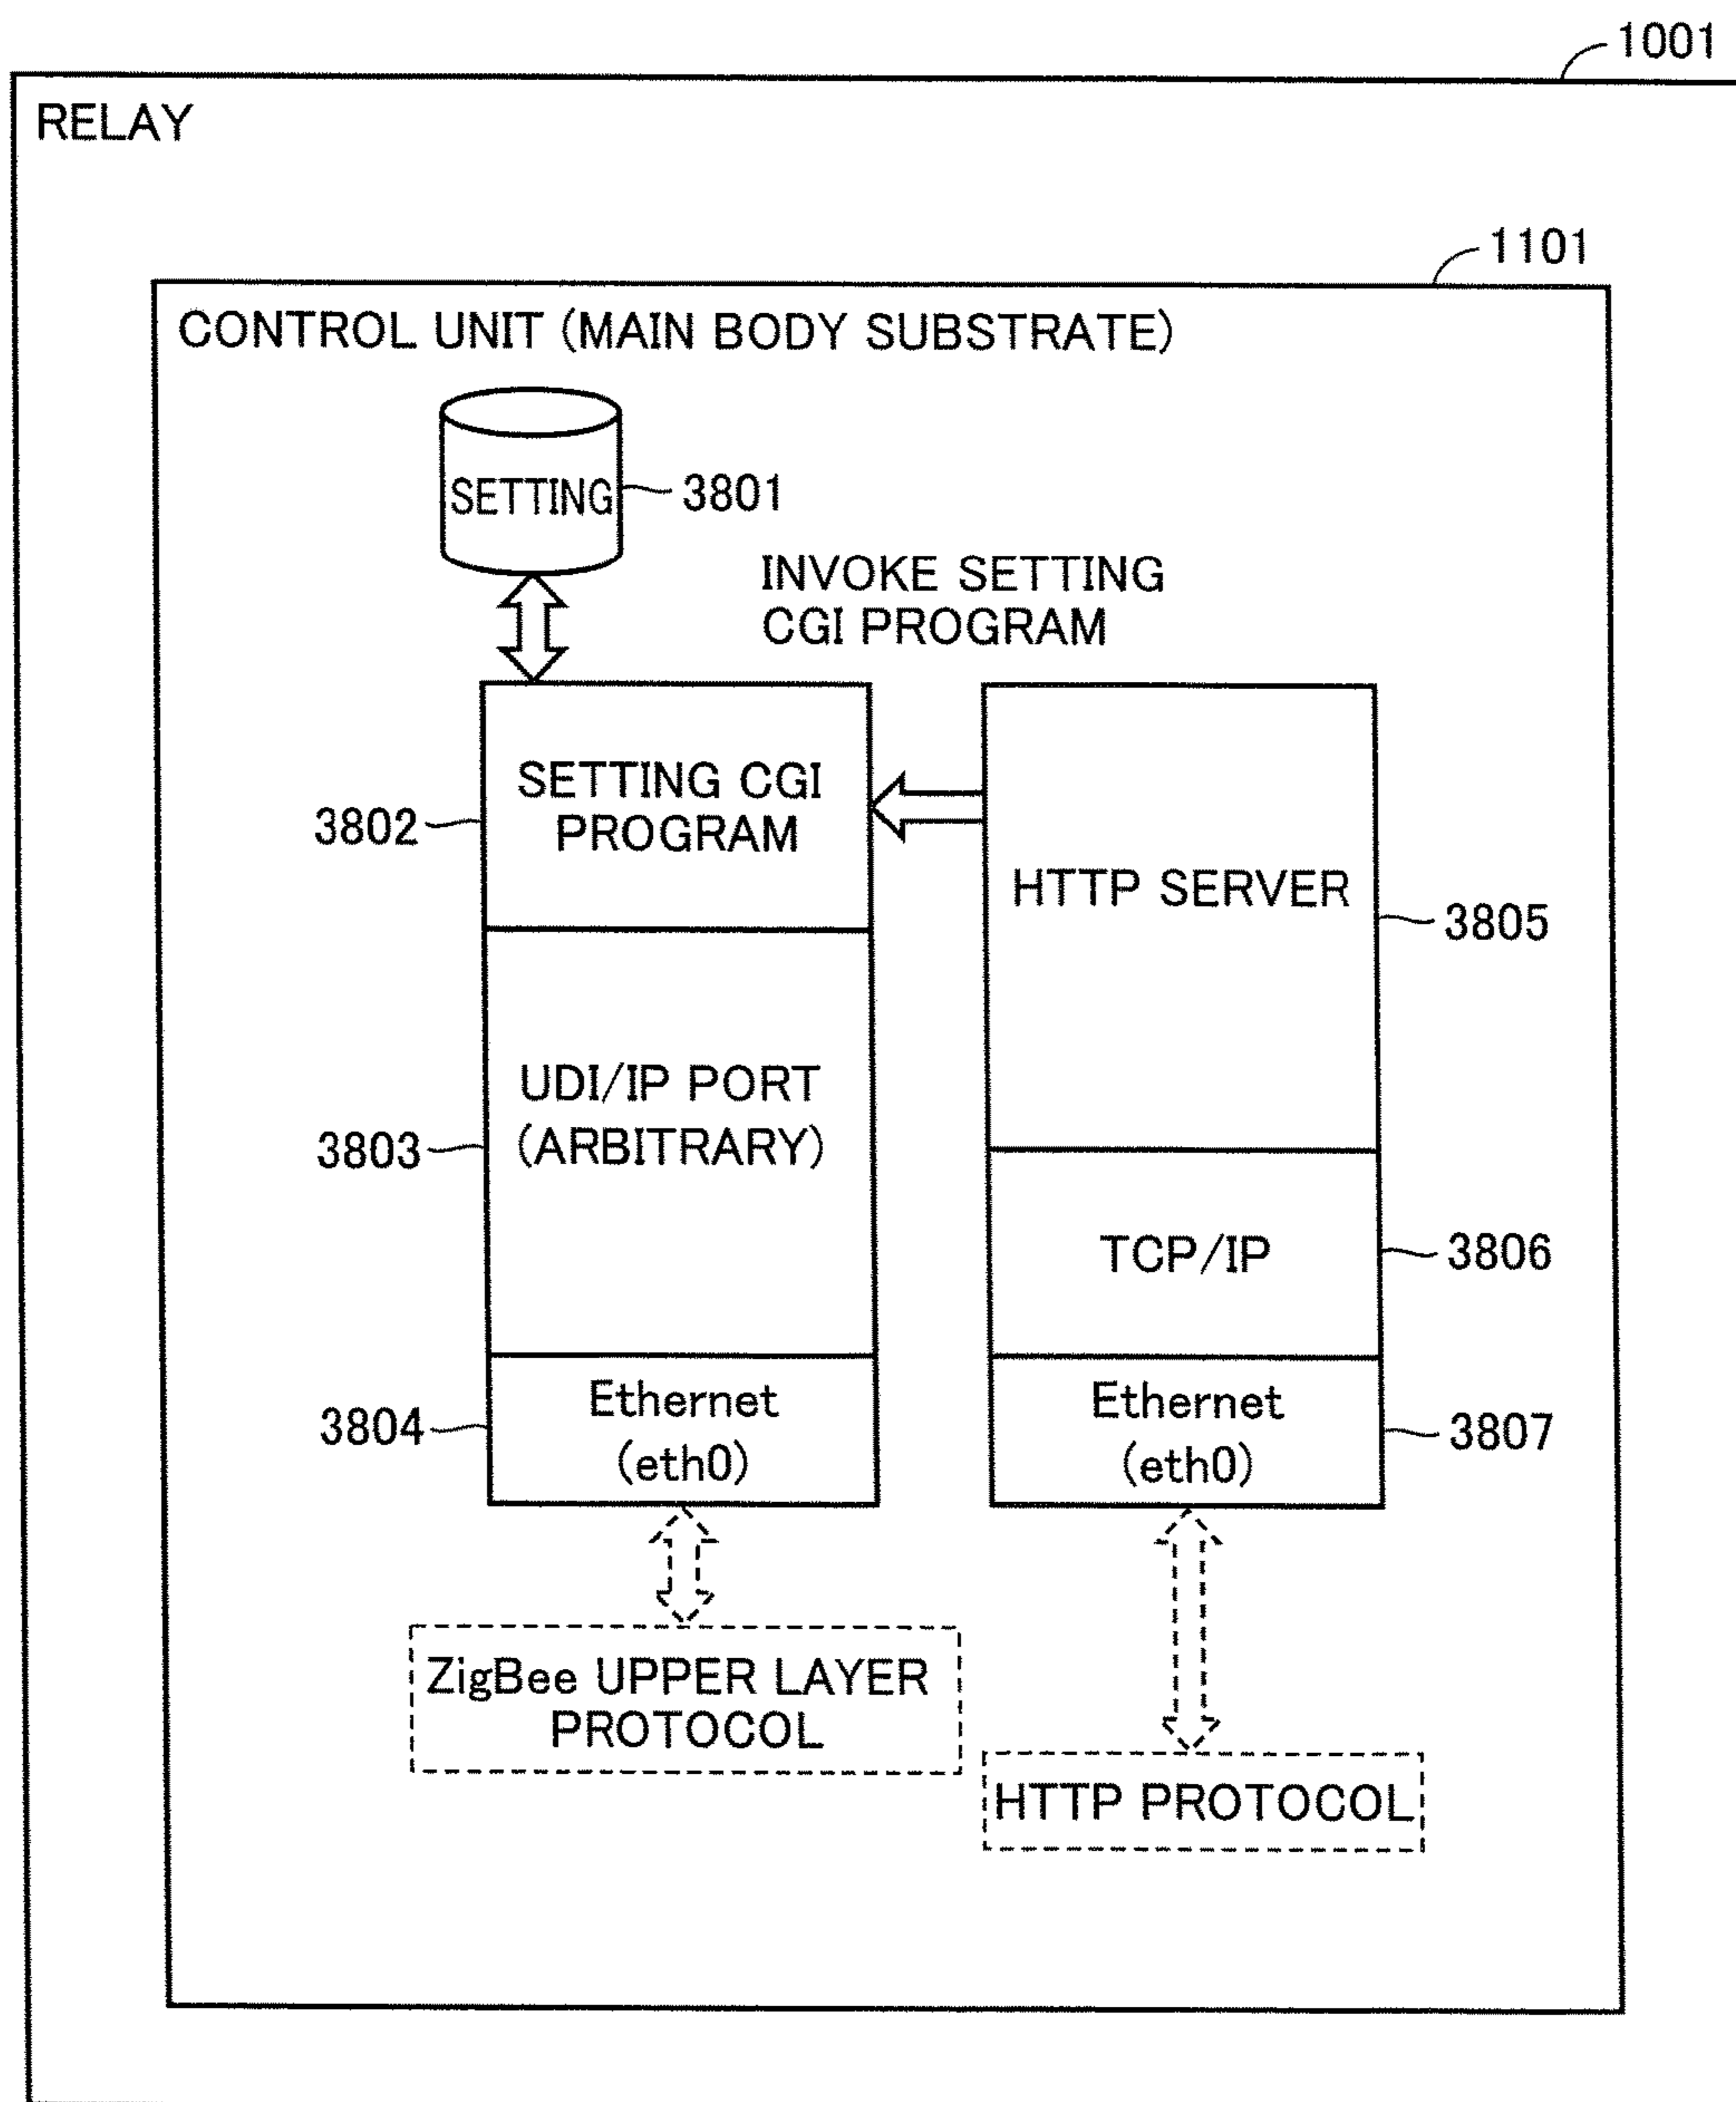 1001
RELAY
1101
CONTROL UNIT (MAIN BODY SUBSTRATE)
SETTING
3801
INVOKE SETTING
CGI PROGRAM
SETTING CGI
PROGRAM
3802
HTTP SERVER
3805
UDI/IP PORT
(ARBITRARY)
3803
TCP/IP
3806
Ethernet
(eth0)
3804
Ethernet
(eth0)
3807
ZigBee UPPER LAYER
PROTOCOL
HTTP PROTOCOL